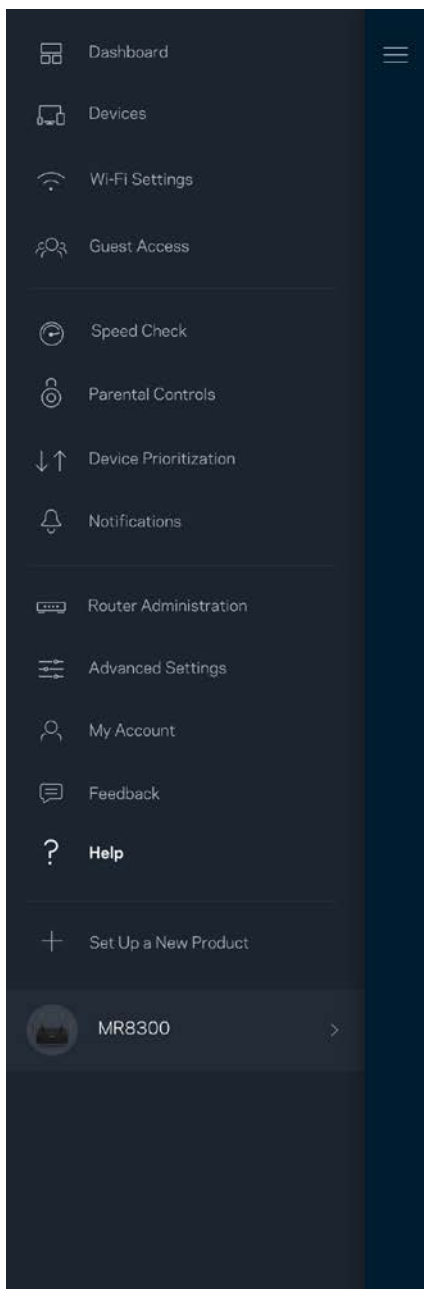 Dashboard
Devices
Wi-Fi Settings
Guest Access
Speed Check
Parental Controls
Device Prioritization
Notifications
Router Administration
Advanced Settings
My Account
Feedback
? Help
Set Up a New Product
MR8300